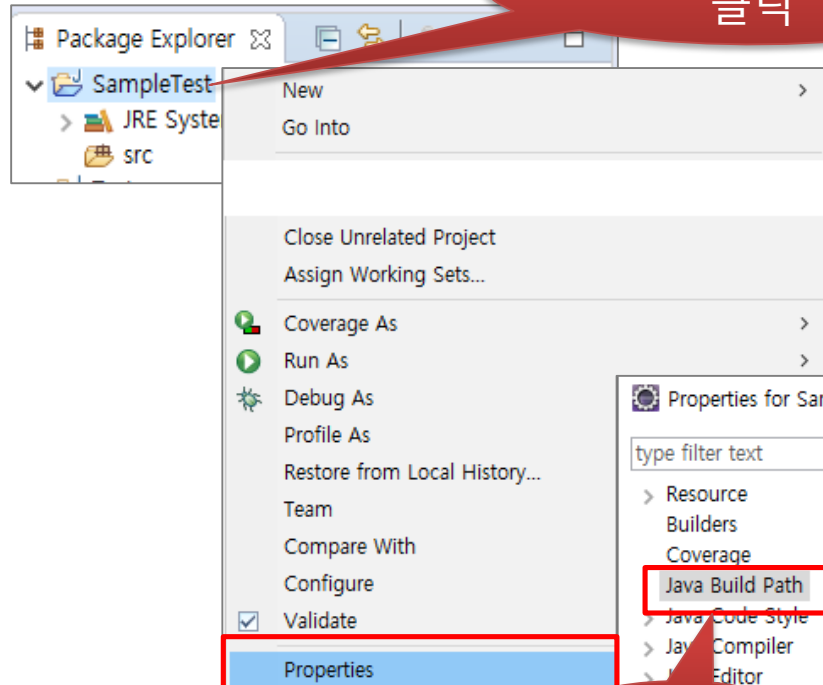 클릭
Package Explorer
SampleTest
JRE Syste
src
New
Go Into
Close Unrelated Project
Assign Working Sets...
Coverage As
Run As
Debug As
Profile As
Restore from Local History...
Team
Compare With
Configure
Validate
Properties
Properties for Sar
type filter text
Resource
Builders
Coverage
Java Build Path
Java Code Style
Compiler
Editor